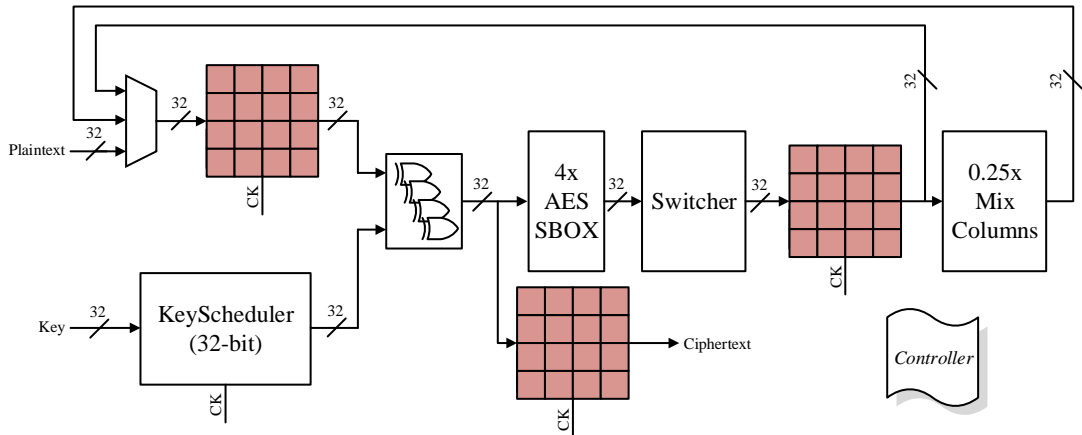 32
32
32
32
Plaintext
32
32
CK
32
4x
AES
SBOX
32
Switcher
32
0.25x
Mix
Columns
CK
Key
32
KeyScheduler
(32-bit)
32
CK
Ciphertext
CK
Controller